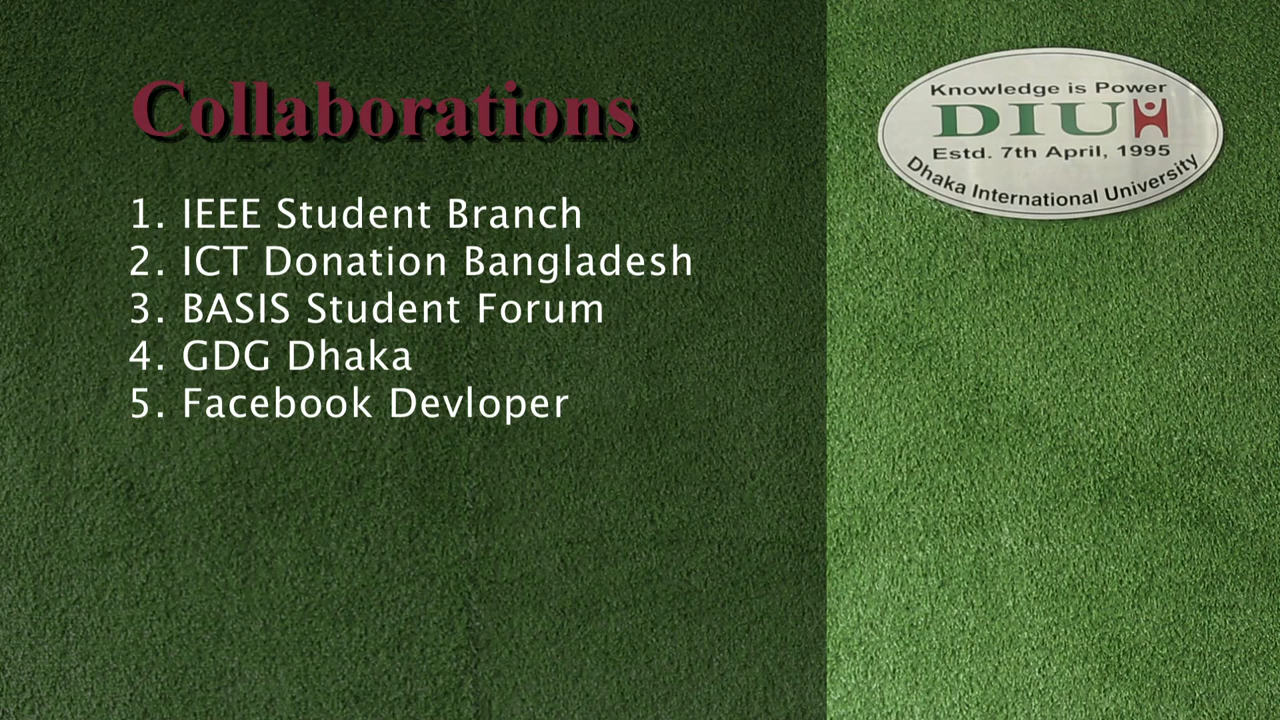 Collaborations
1. IEEE Student Branch
2. ICT Donation Bangladesh
3. BASIS Student Forum
4. GDG Dhaka
5. Facebook Devloper
Knowledge is Power
DIU
Estd. 7th April, 1995
Dhaka International University